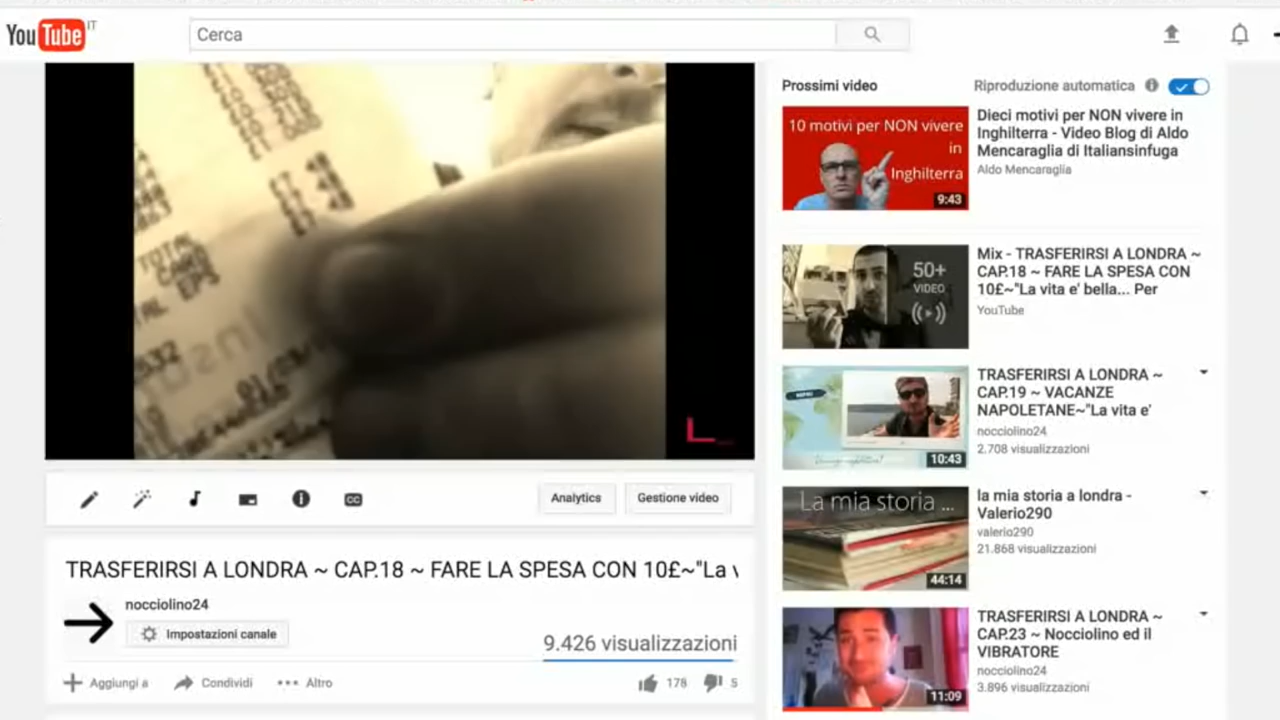 YouTube IT
Cerca
TOTAL
CARD
EPS
Analytics
Gestione video
TRASFERIRSI A LONDRA ~ CAP.18 ~ FARE LA SPESA CON 10£~"La v
nocciolino24
Impostazioni canale
9.426 visualizzazioni
Aggiungi a
Condividi
Altro
178
5
Prossimi video
Riproduzione automatica
10 motivi per NON vivere
in
Inghilterra
9:43
Dieci motivi per NON vivere in
Inghilterra - Video Blog di Aldo
Mencaraglia di Italiansinfuga
Aldo Mencaraglia
50+
VIDEO
Mix - TRASFERIRSI A LONDRA ~
CAP.18 ~ FARE LA SPESA CON
10£~"La vita e' bella... Per
YouTube
10:43
TRASFERIRSI A LONDRA ~
CAP.19 ~ VACANZE
NAPOLETANE~"La vita e'
nocciolino24
2.708 visualizzazioni
La mia storia ...
44:14
la mia storia a londra -
Valerio290
valerio290
21.868 visualizzazioni
11:09
TRASFERIRSI A LONDRA ~
CAP.23 ~ Nocciolino ed il
VIBRATORE
nocciolino24
3.896 visualizzazioni